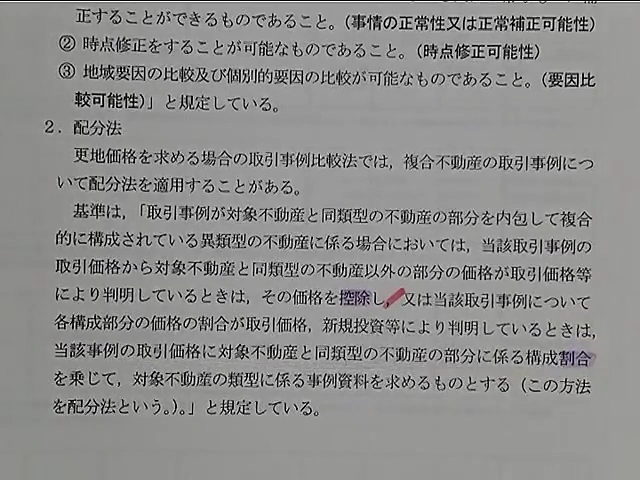 正することができるものであること。（事情の正常性又は正常補正可能性）
② 時点修正をすることが可能なものであること。（時点修正可能性）
③ 地域要因の比較及び個別的要因の比較が可能なものであること。（要因比
較可能性）」と規定している。
２．配分法
更地価格を求める場合の取引事例比較法では，複合不動産の取引事例につ
いて配分法を適用することがある。
基準は，「取引事例が対象不動産と同類型の不動産の部分を内包して複合
的に構成されている異類型の不動産に係る場合においては，当該取引事例の
取引価格から対象不動産と同類型の不動産以外の部分の価格が取引価格等
により判明しているときは，その価格を控除し，又は当該取引事例について
各構成部分の価格の割合が取引価格，新規投資等により判明しているときは，
当該事例の取引価格に対象不動産と同類型の不動産の部分に係る構成割合
を乗じて，対象不動産の類型に係る事例資料を求めるものとする（この方法
を配分法という。）。」と規定している。